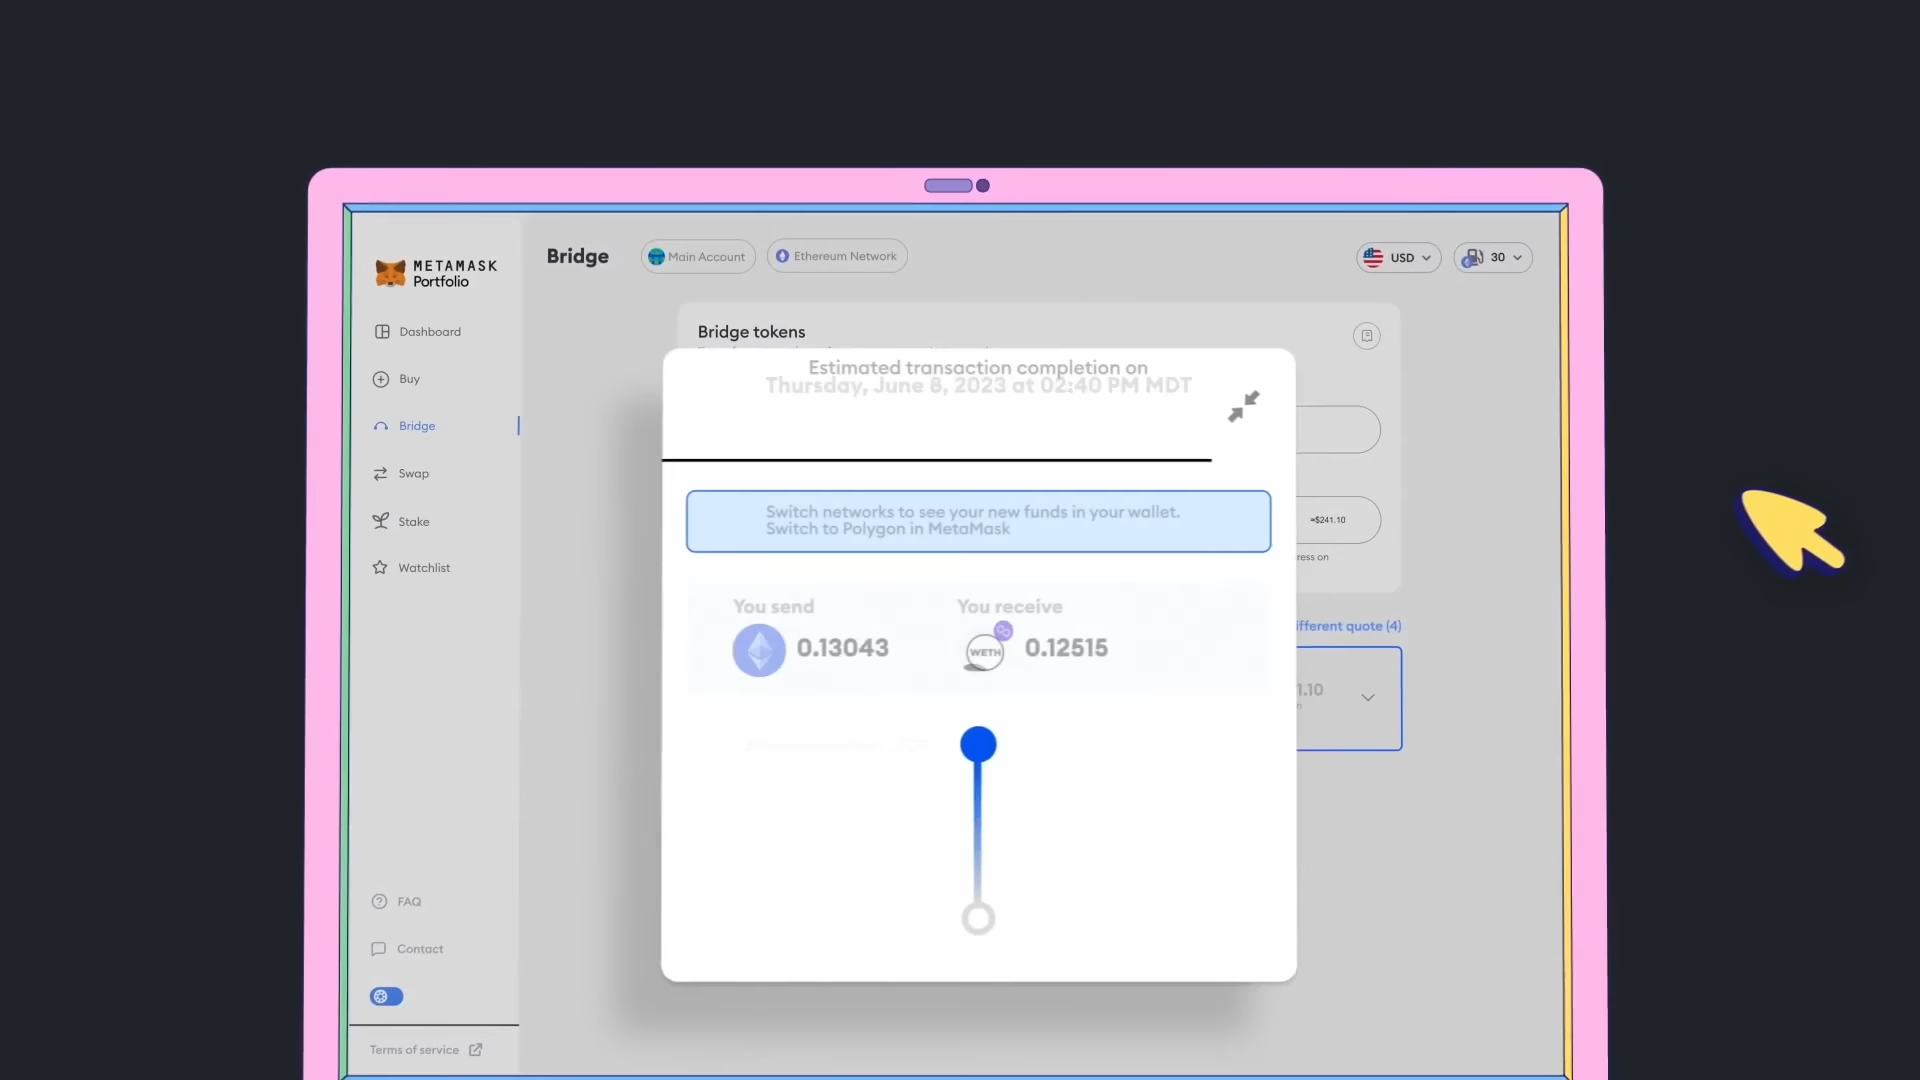 METAMASK
Portfolio
Dashboard
Buy
Bridge
Swap
Stake
Watchlist
FAQ
Contact
Terms of service
Bridge
Main Account
Ethereum Network
USD
30
Bridge tokens
Estimated transaction completion on
Thursday, June 8, 2023 at 02:40 PM MDT
Switch networks to see your new funds in your wallet.
Switch to Polygon in MetaMask
You send
You receive
0.13043
WETH
0.12515
≈$241.10
ress on
ifferent quote (4)
1.10